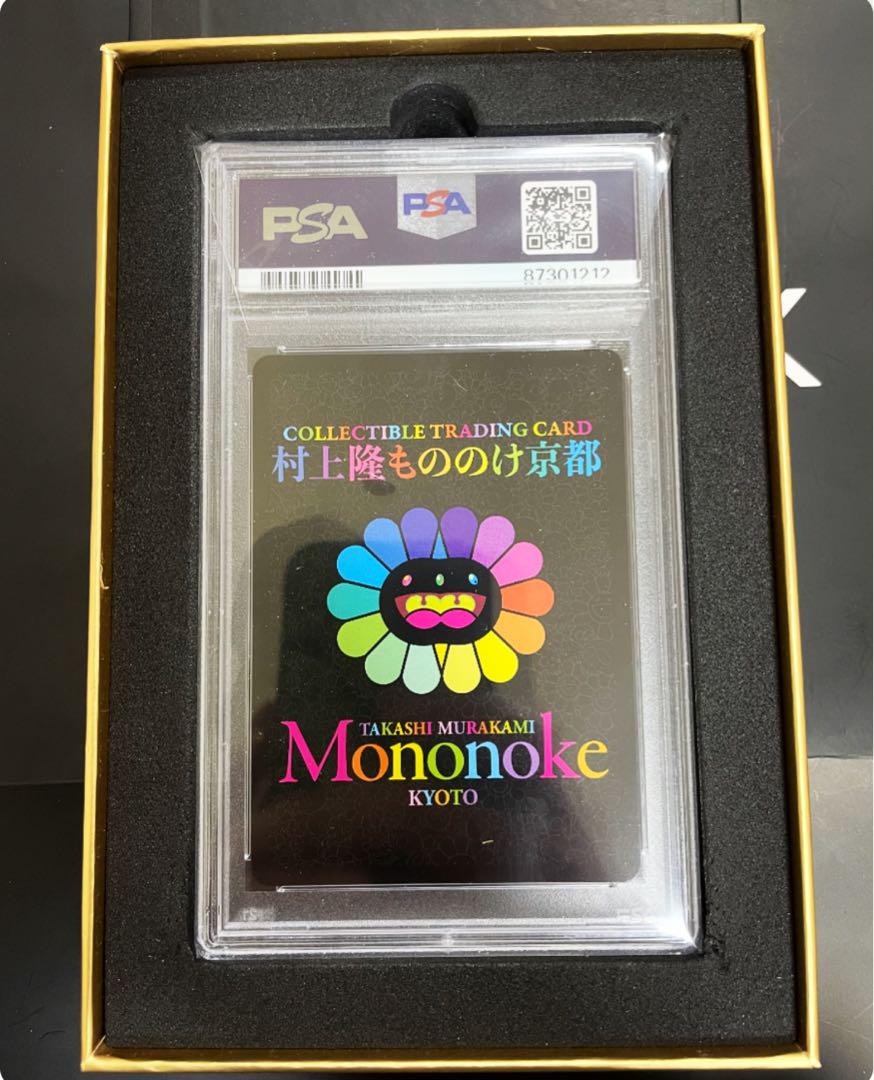 PSA
PSA
87301212
COLLECTIBLE TRADING CARD
村上隆もののけ京都
TAKASHI MURAKAMI
Mononoke
KYOTO